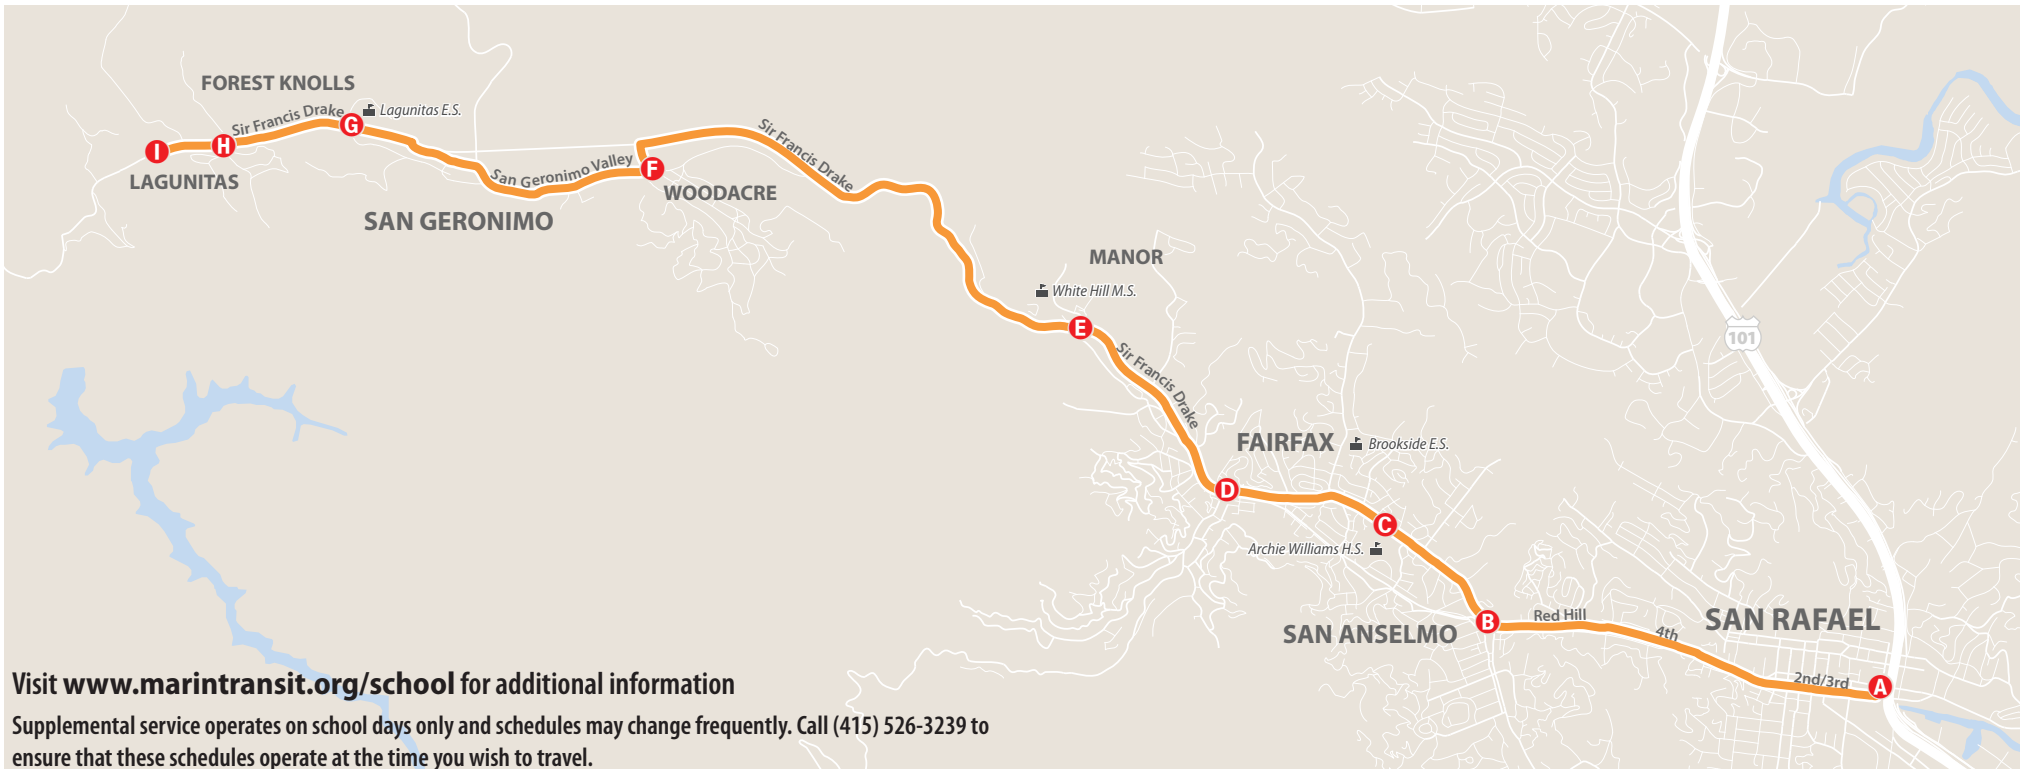 FOREST KNOLLS
Sir Francis Drake
G
Lagunitas E.S.
I
H
LAGUNITAS
SAN GERONIMO
San Geronimo Valley
F
WOODACRE
Sir Francis Drake
MANOR
White Hill M.S.
E
Sir Francis Drake
101
FAIRFAX
Brookside E.S.
D
C
Archie Williams H.S.
SAN ANSELMO
B
Red Hill
4th
SAN RAFAEL
2nd/3rd
A
Visit www.marintransit.org/school for additional information
Supplemental service operates on school days only and schedules may change frequently. Call (415) 526-3239 to
ensure that these schedules operate at the time you wish to travel.